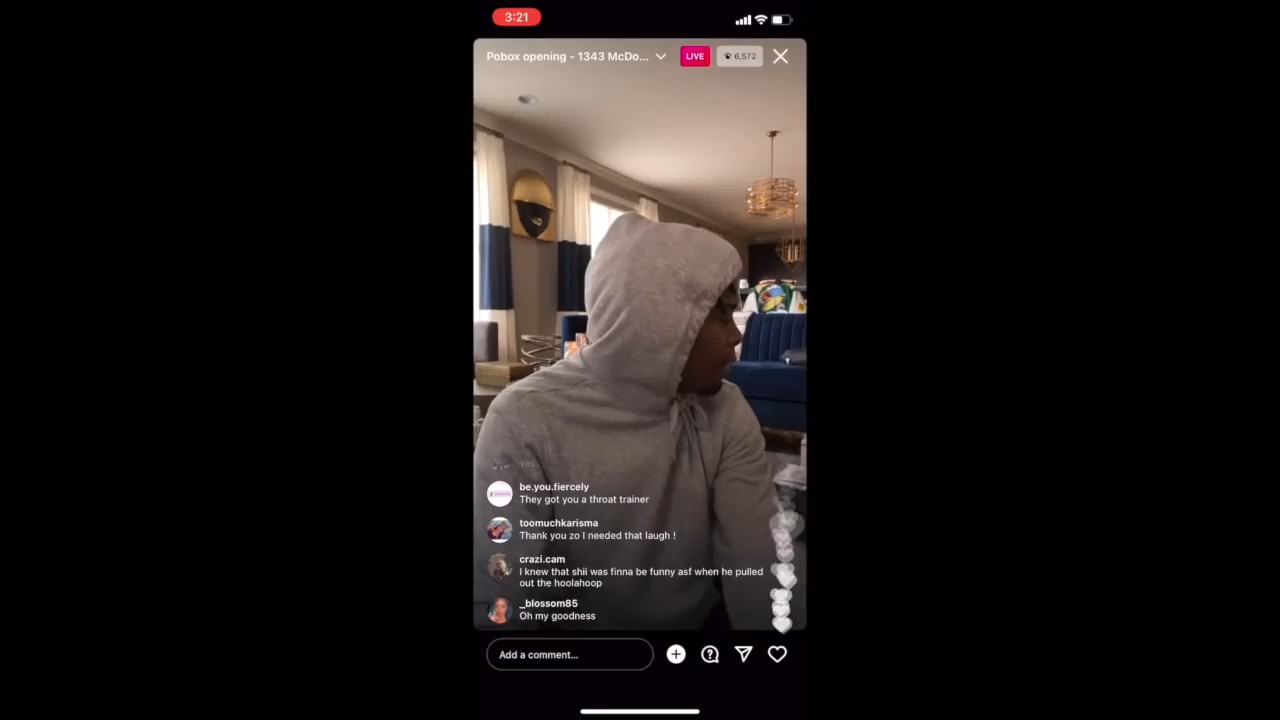 3:21
Pobox opening - 1343 McDo...
LIVE
6,572
Yes
be.you.fiercely
They got you a throat trainer
toomuchkarisma
Thank you zo I needed that laugh !
crazi.cam
I knew that shii was finna be funny asf when he pulled
out the hoolahoop
_blossom85
Oh my goodness
Add a comment...